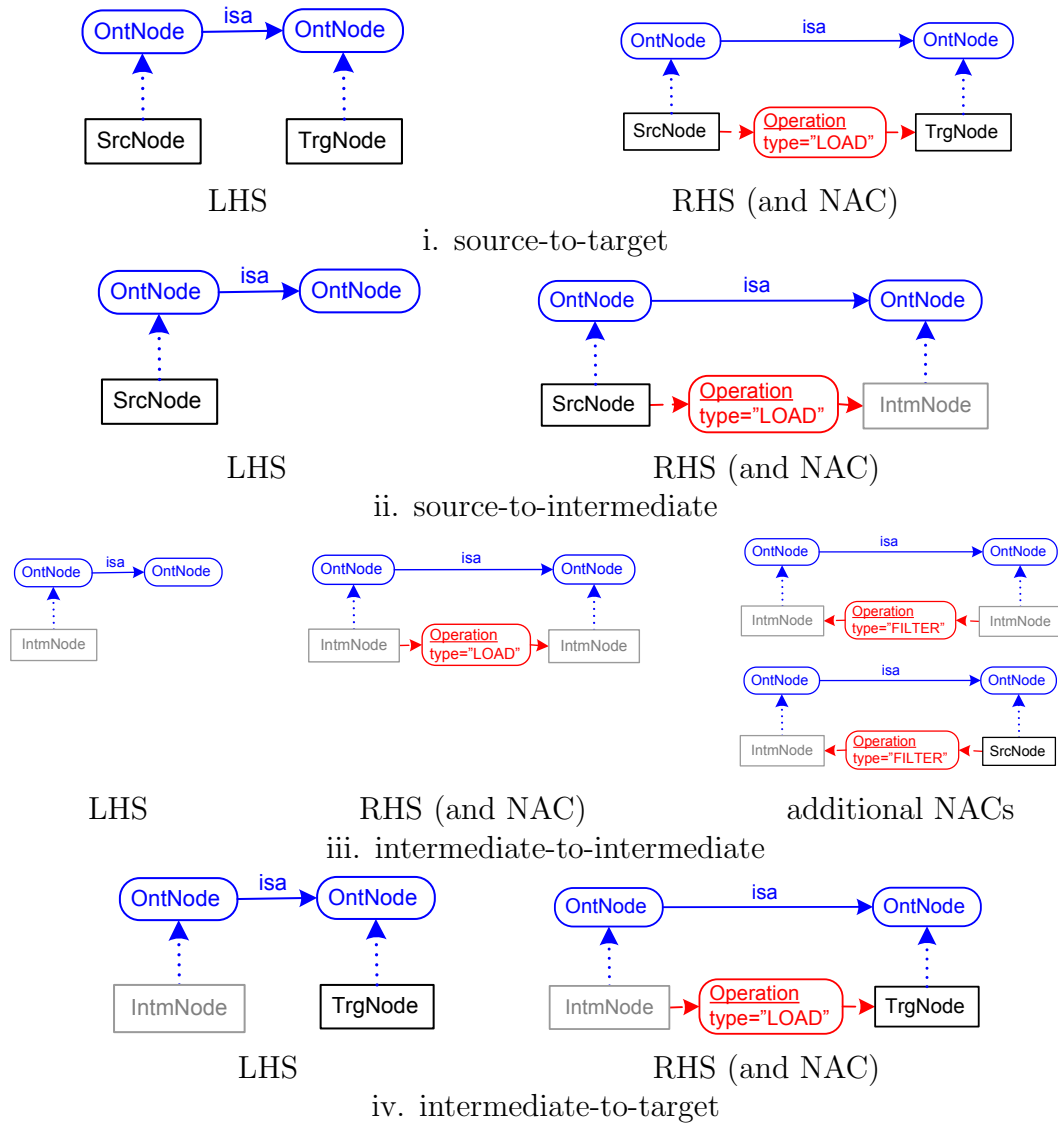 isa
OntNode OntNode
SrcNode TrgNode
LHS
isa
OntNode OntNode
SrcNode Operation type=”LOAD” TrgNode
RHS (and NAC)
i. source-to-target
isa
OntNode OntNode
SrcNode
LHS
isa
OntNode OntNode
SrcNode Operation type=”LOAD” IntmNode
RHS (and NAC)
ii. source-to-intermediate
isa
OntNode OntNode
IntmNode
LHS
isa
OntNode OntNode
IntmNode Operation type=”LOAD” IntmNode
RHS (and NAC)
isa
OntNode OntNode
IntmNode Operation type=”FILTER” IntmNode
isa
OntNode OntNode
IntmNode Operation type=”FILTER” SrcNode
additional NACs
iii. intermediate-to-intermediate
isa
OntNode OntNode
IntmNode TrgNode
LHS
isa
OntNode OntNode
IntmNode Operation type=”LOAD” TrgNode
RHS (and NAC)
iv. intermediate-to-target